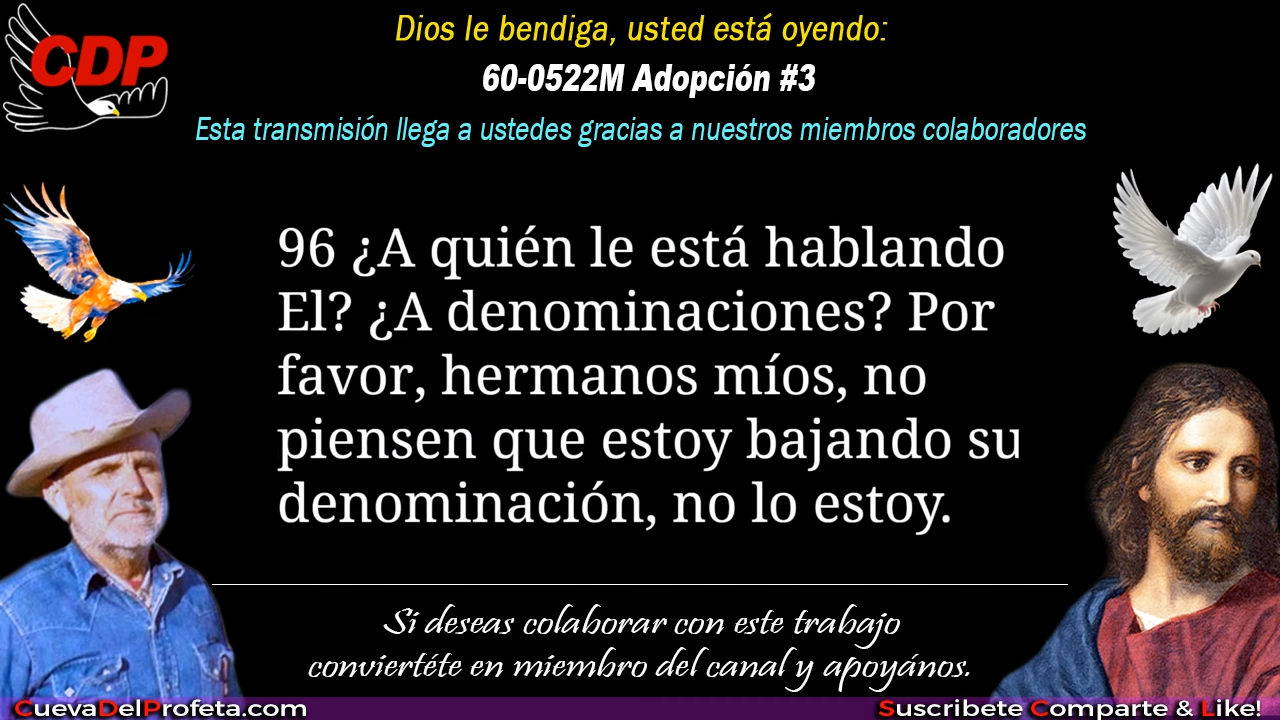 CDP
Dios le bendiga, usted está oyendo:
60-0522M Adopción #3
Esta transmisión llega a ustedes gracias a nuestros miembros colaboradores
96 ¿A quién le está hablando
El? ¿A denominaciones? Por
favor, hermanos míos, no
piensen que estoy bajando su
denominación, no lo estoy.
Si deseas colaborar con este trabajo
conviertéte en miembro del canal y apoyános.
CuevaDelProfeta.com
Suscribete Comparte & Like!